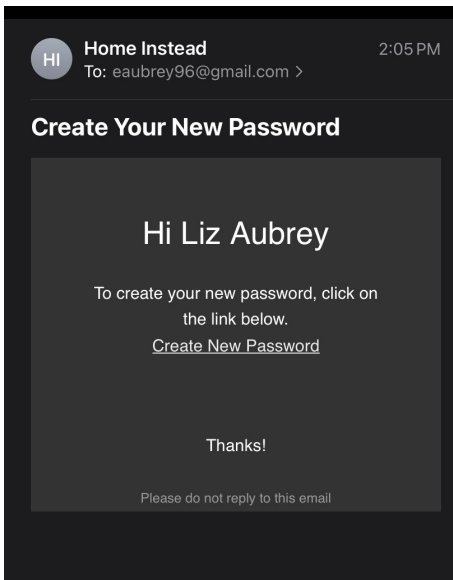 HI
Home Instead
2:05 PM
To: eaubrey96@gmail.com >
Create Your New Password
Hi Liz Aubrey
To create your new password, click on
the link below.
Create New Password
Thanks!
Please do not reply to this email